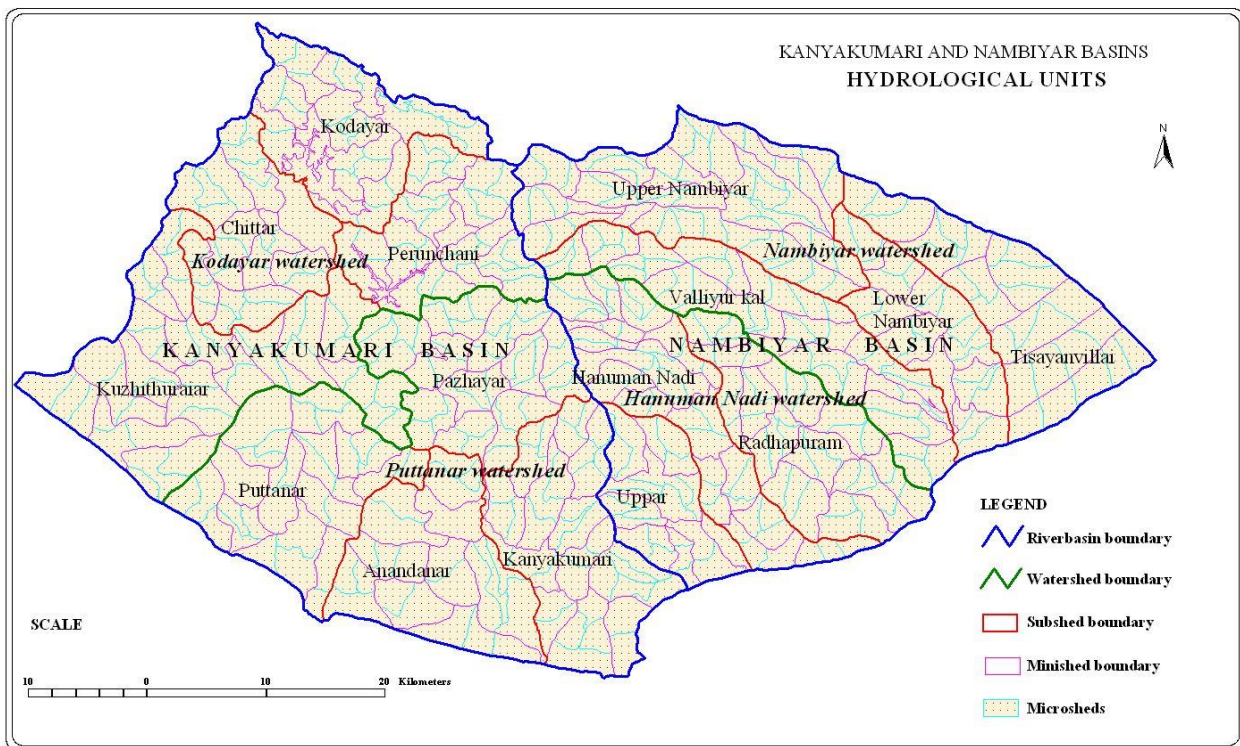 KANYAKUMARI AND NAMBIYAR BASINS
HYDROLOGICAL UNITS
N
Kodayar
Upper Nambiyar
Chittar
Kodayar watershed
Perunchani
Nambiyar watershed
Valliyur kal
Lower
Nambiyar
KANYAKUMARI BASIN
NAMBIYAR BASIN
Tisayanvillai
Kuzhithuraiar
Pazhayar
Hanuman Nadi
Hanuman Nadi watershed
Radhapuram
Puttanar watershed
Puttanar
Uppar
Anandanar
Kanyakumari
LEGEND
Riverbasin boundary
Watershed boundary
Subshed boundary
Minished boundary
Microsheds
SCALE
10 0 10 20 Kilometers